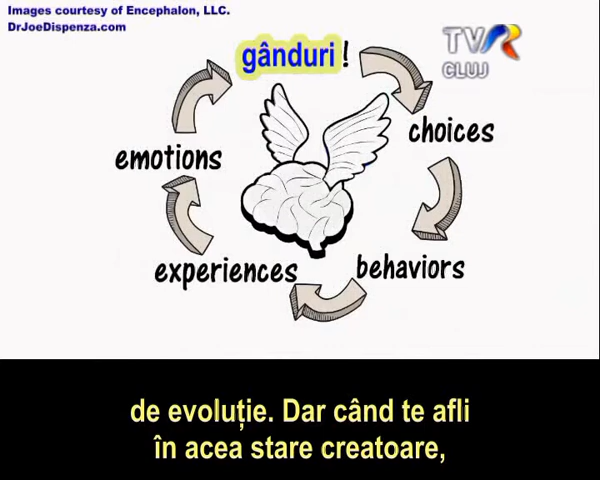 Images courtesy of Encephalon, LLC.
DrJoeDispenza.com
TVR
CLUJ
gânduri!
choices
emotions
experiences
behaviors
de evoluție. Dar când te afli
în acea stare creatoare,